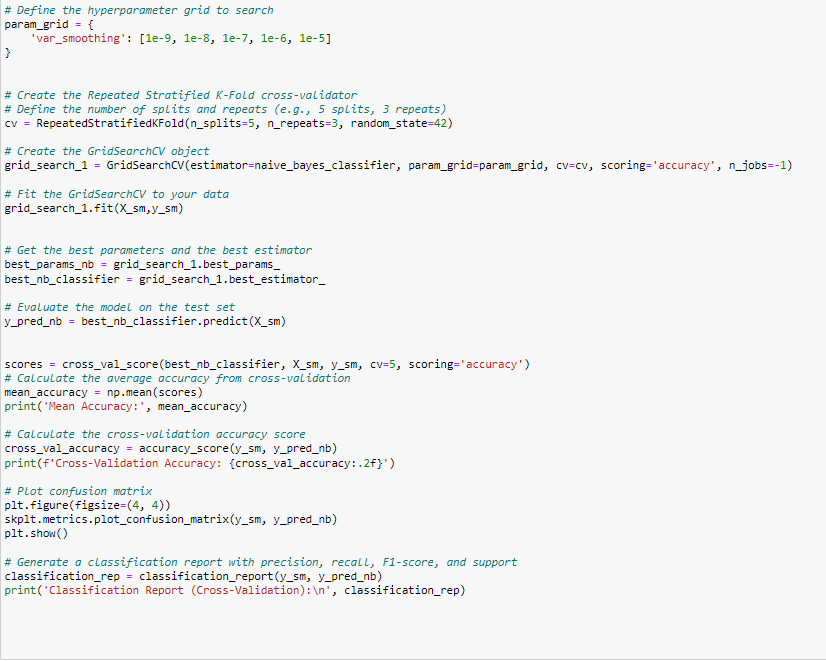 # Define the hyperparameter grid to search
param_grid = {
    'var_smoothing': [1e-9, 1e-8, 1e-7, 1e-6, 1e-5]
}
# Create the Repeated Stratified K-Fold cross-validator
# Define the number of splits and repeats (e.g., 5 splits, 3 repeats)
cv = RepeatedStratifiedKFold(n_splits=5, n_repeats=3, random_state=42)
# Create the GridSearchCV object
grid_search_1 = GridSearchCV(estimator=naive_bayes_classifier, param_grid=param_grid, cv=cv, scoring='accuracy', n_jobs=-1)
# Fit the GridSearchCV to your data
grid_search_1.fit(X_sm,y_sm)
# Get the best parameters and the best estimator
best_params_nb = grid_search_1.best_params_
best_nb_classifier = grid_search_1.best_estimator_
# Evaluate the model on the test set
y_pred_nb = best_nb_classifier.predict(X_sm)
scores = cross_val_score(best_nb_classifier, X_sm, y_sm, cv=5, scoring='accuracy')
# Calculate the average accuracy from cross-validation
mean_accuracy = np.mean(scores)
print('Mean Accuracy:', mean_accuracy)
# Calculate the cross-validation accuracy score
cross_val_accuracy = accuracy_score(y_sm, y_pred_nb)
print(f'Cross-Validation Accuracy: {cross_val_accuracy:.2f}')
# Plot confusion matrix
plt.figure(figsize=(4, 4))
skplt.metrics.plot_confusion_matrix(y_sm, y_pred_nb)
plt.show()
# Generate a classification report with precision, recall, F1-score, and support
classification_rep = classification_report(y_sm, y_pred_nb)
print('Classification Report (Cross-Validation):\n', classification_rep)